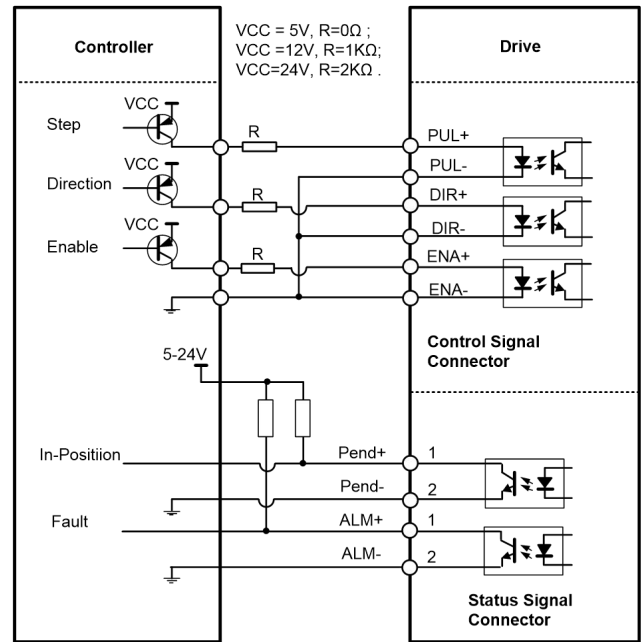 Controller
VCC = 5V, R=0Ω ;
VCC =12V, R=1KΩ;
VCC=24V, R=2KΩ .
Drive
VCC
Step
R
PUL+
VCC
PUL-
Direction
R
DIR+
VCC
DIR-
Enable
R
ENA+
ENA-
Control Signal
Connector
5-24V
In-Positiion
Pend+
1
Pend-
2
Fault
ALM+
1
ALM-
2
Status Signal
Connector